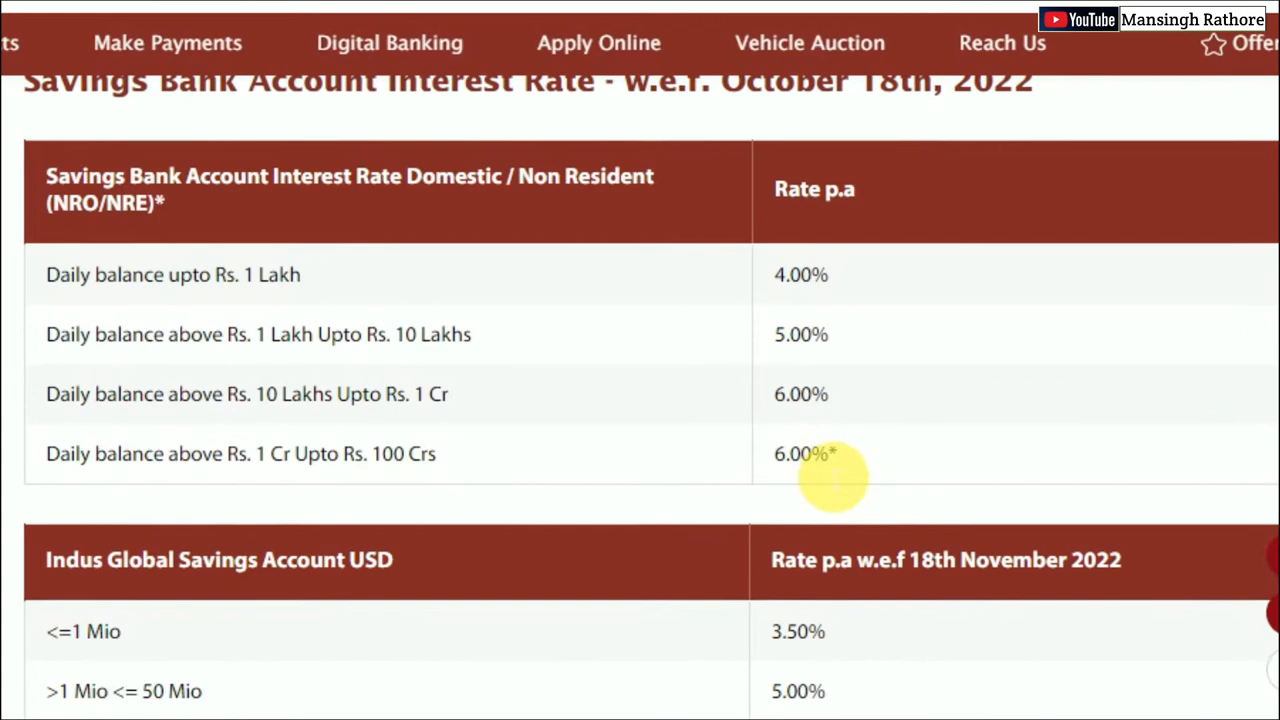 YouTube Mansingh Rathore
ts Make Payments Digital Banking Apply Online Vehicle Auction Reach Us Offer
Savings Bank Account Interest Rate - w.e.f. October 18th, 2022
Savings Bank Account Interest Rate Domestic / Non Resident
(NRO/NRE)*
Rate p.a
Daily balance upto Rs. 1 Lakh 4.00%
Daily balance above Rs. 1 Lakh Upto Rs. 10 Lakhs 5.00%
Daily balance above Rs. 10 Lakhs Upto Rs. 1 Cr 6.00%
Daily balance above Rs. 1 Cr Upto Rs. 100 Crs 6.00%*
Indus Global Savings Account USD Rate p.a w.e.f 18th November 2022
<=1 Mio 3.50%
>1 Mio <= 50 Mio 5.00%